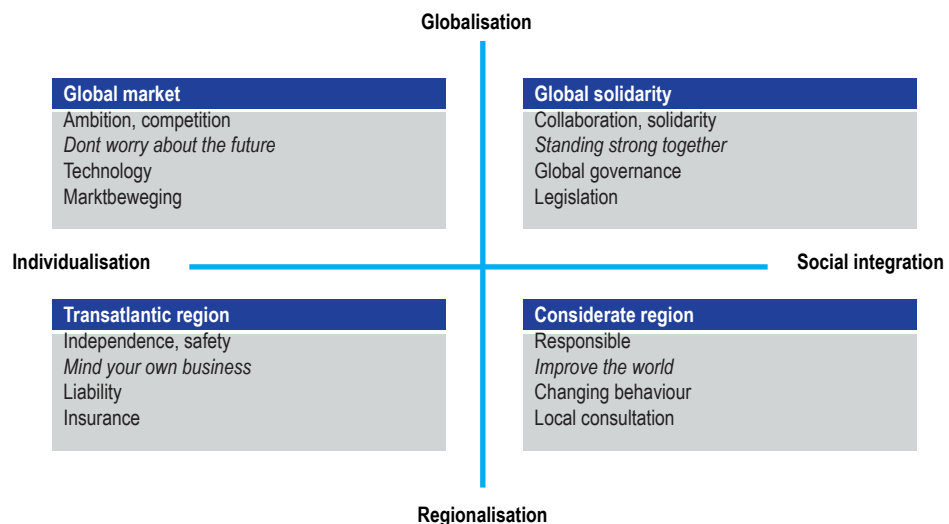 Globalisation
Global market
Ambition, competition
Dont worry about the future
Technology
Marktbeweging
Global solidarity
Collaboration, solidarity
Standing strong together
Global governance
Legislation
Individualisation
Social integration
Transatlantic region
Independence, safety
Mind your own business
Liability
Insurance
Considerate region
Responsible
Improve the world
Changing behaviour
Local consultation
Regionalisation